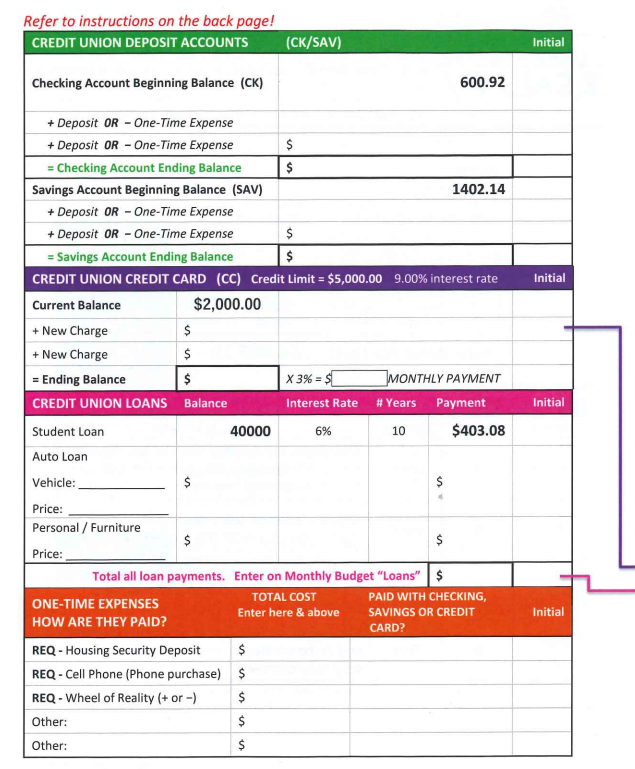 Refer to instructions on the back page!
CREDIT UNION DEPOSIT ACCOUNTS (CK/SAV) Initial
Checking Account Beginning Balance (CK) 600.92
+ Deposit OR – One-Time Expense
+ Deposit OR – One-Time Expense $
= Checking Account Ending Balance $
Savings Account Beginning Balance (SAV) 1402.14
+ Deposit OR – One-Time Expense
+ Deposit OR – One-Time Expense $
= Savings Account Ending Balance $
CREDIT UNION CREDIT CARD (CC) Credit Limit = $5,000.00 9.00% interest rate Initial
Current Balance $2,000.00
+ New Charge $
+ New Charge $
= Ending Balance $ X 3% = $ MONTHLY PAYMENT
CREDIT UNION LOANS Balance Interest Rate # Years Payment Initial
Student Loan 40000 6% 10 $403.08
Auto Loan
Vehicle: __________ $ $
Price: __________
Personal / Furniture
$ $
Price: __________
Total all loan payments. Enter on Monthly Budget "Loans" $
ONE-TIME EXPENSES
HOW ARE THEY PAID?
TOTAL COST
Enter here & above
PAID WITH CHECKING,
SAVINGS OR CREDIT
CARD?
Initial
REQ - Housing Security Deposit $
REQ - Cell Phone (Phone purchase) $
REQ - Wheel of Reality (+ or –) $
Other: $
Other: $